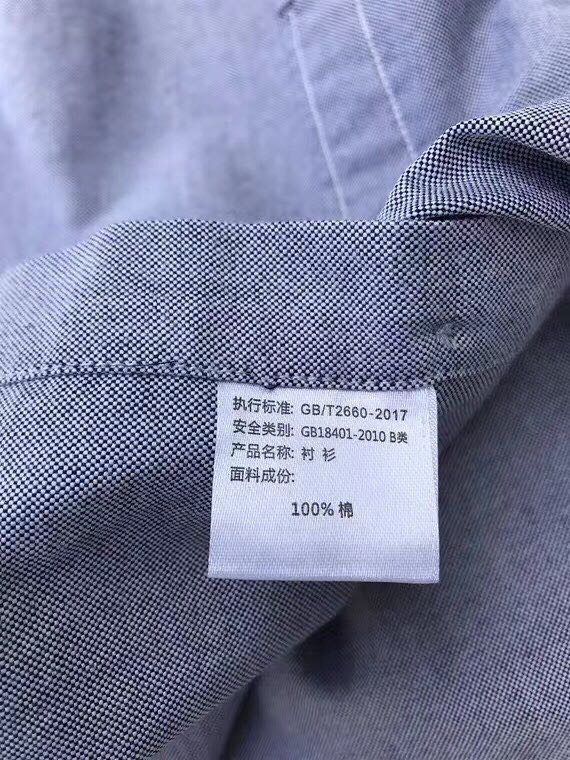 执行标准: GB/T2660-2017
安全类别: GB18401-2010 B类
产品名称: 衬 衫
面料成份:
100% 棉